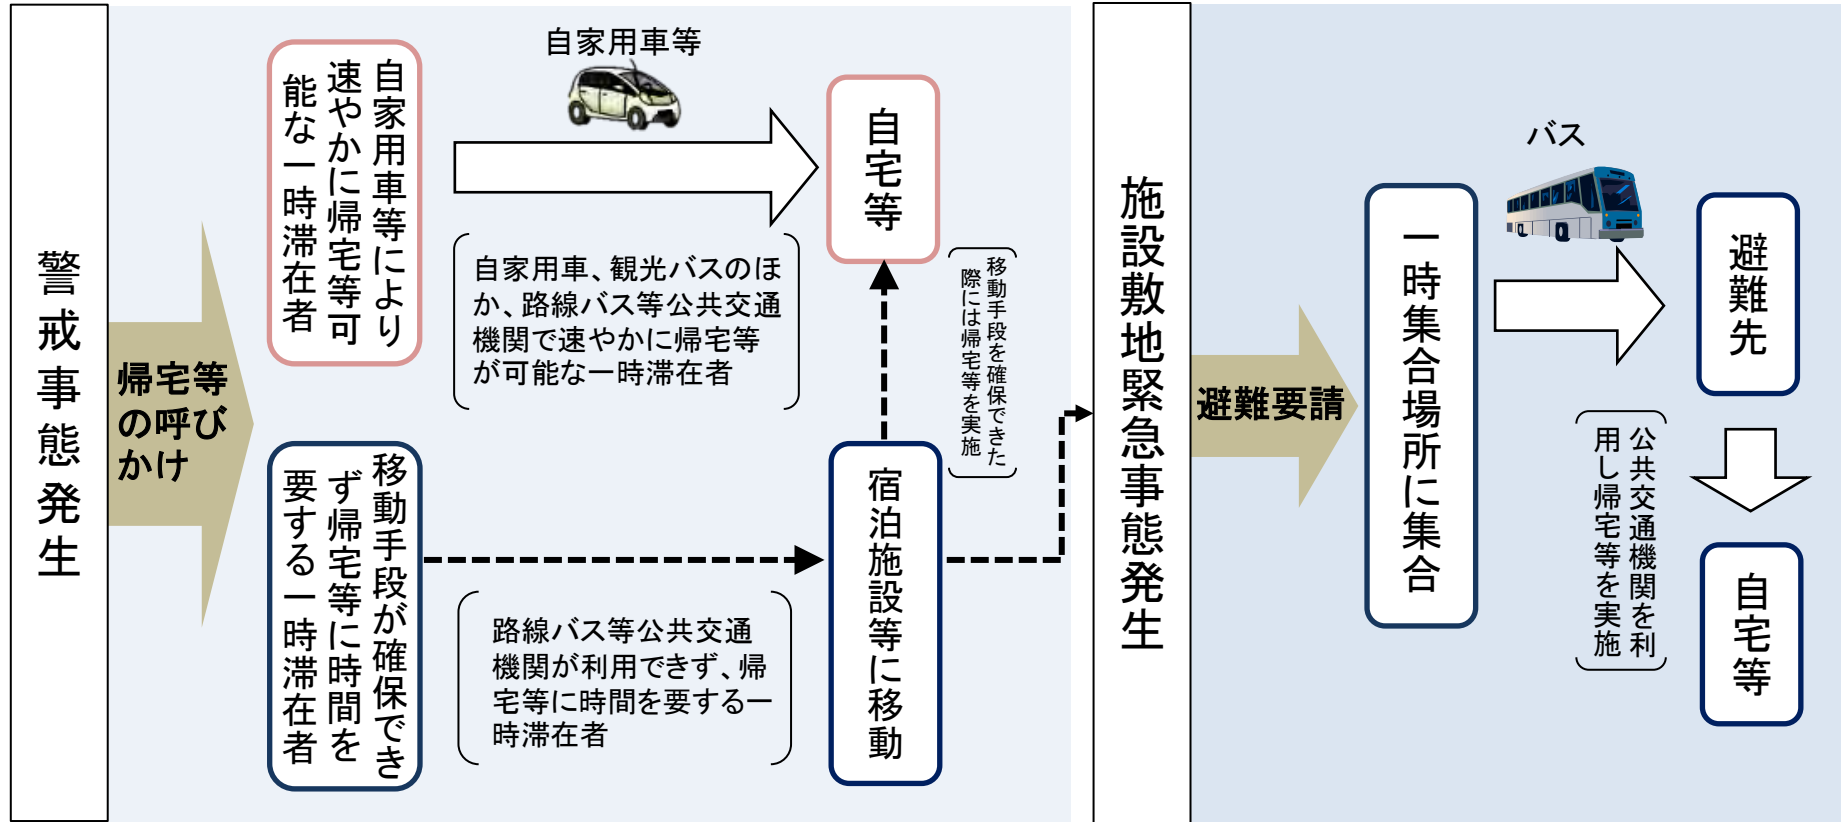 警戒事態発生
帰宅等
の呼び
かけ
自家用車等により
速やかに帰宅等可
能な一時滞在者
自家用車等
自宅等
自家用車、観光バスのほ
か、路線バス等公共交通
機関で速やかに帰宅等
が可能な一時滞在者
移動手段が確保でき
ず帰宅等に時間を
要する一時滞在者
路線バス等公共交通
機関が利用できず、帰
宅等に時間を要する一
時滞在者
宿泊施設等に移動
移動手段を確保できた
際には帰宅等を実施
施設敷地緊急事態発生
避難要請
一時集合場所に集合
バス
避難先
公共交通機関を利
用し帰宅等を実施
自宅等